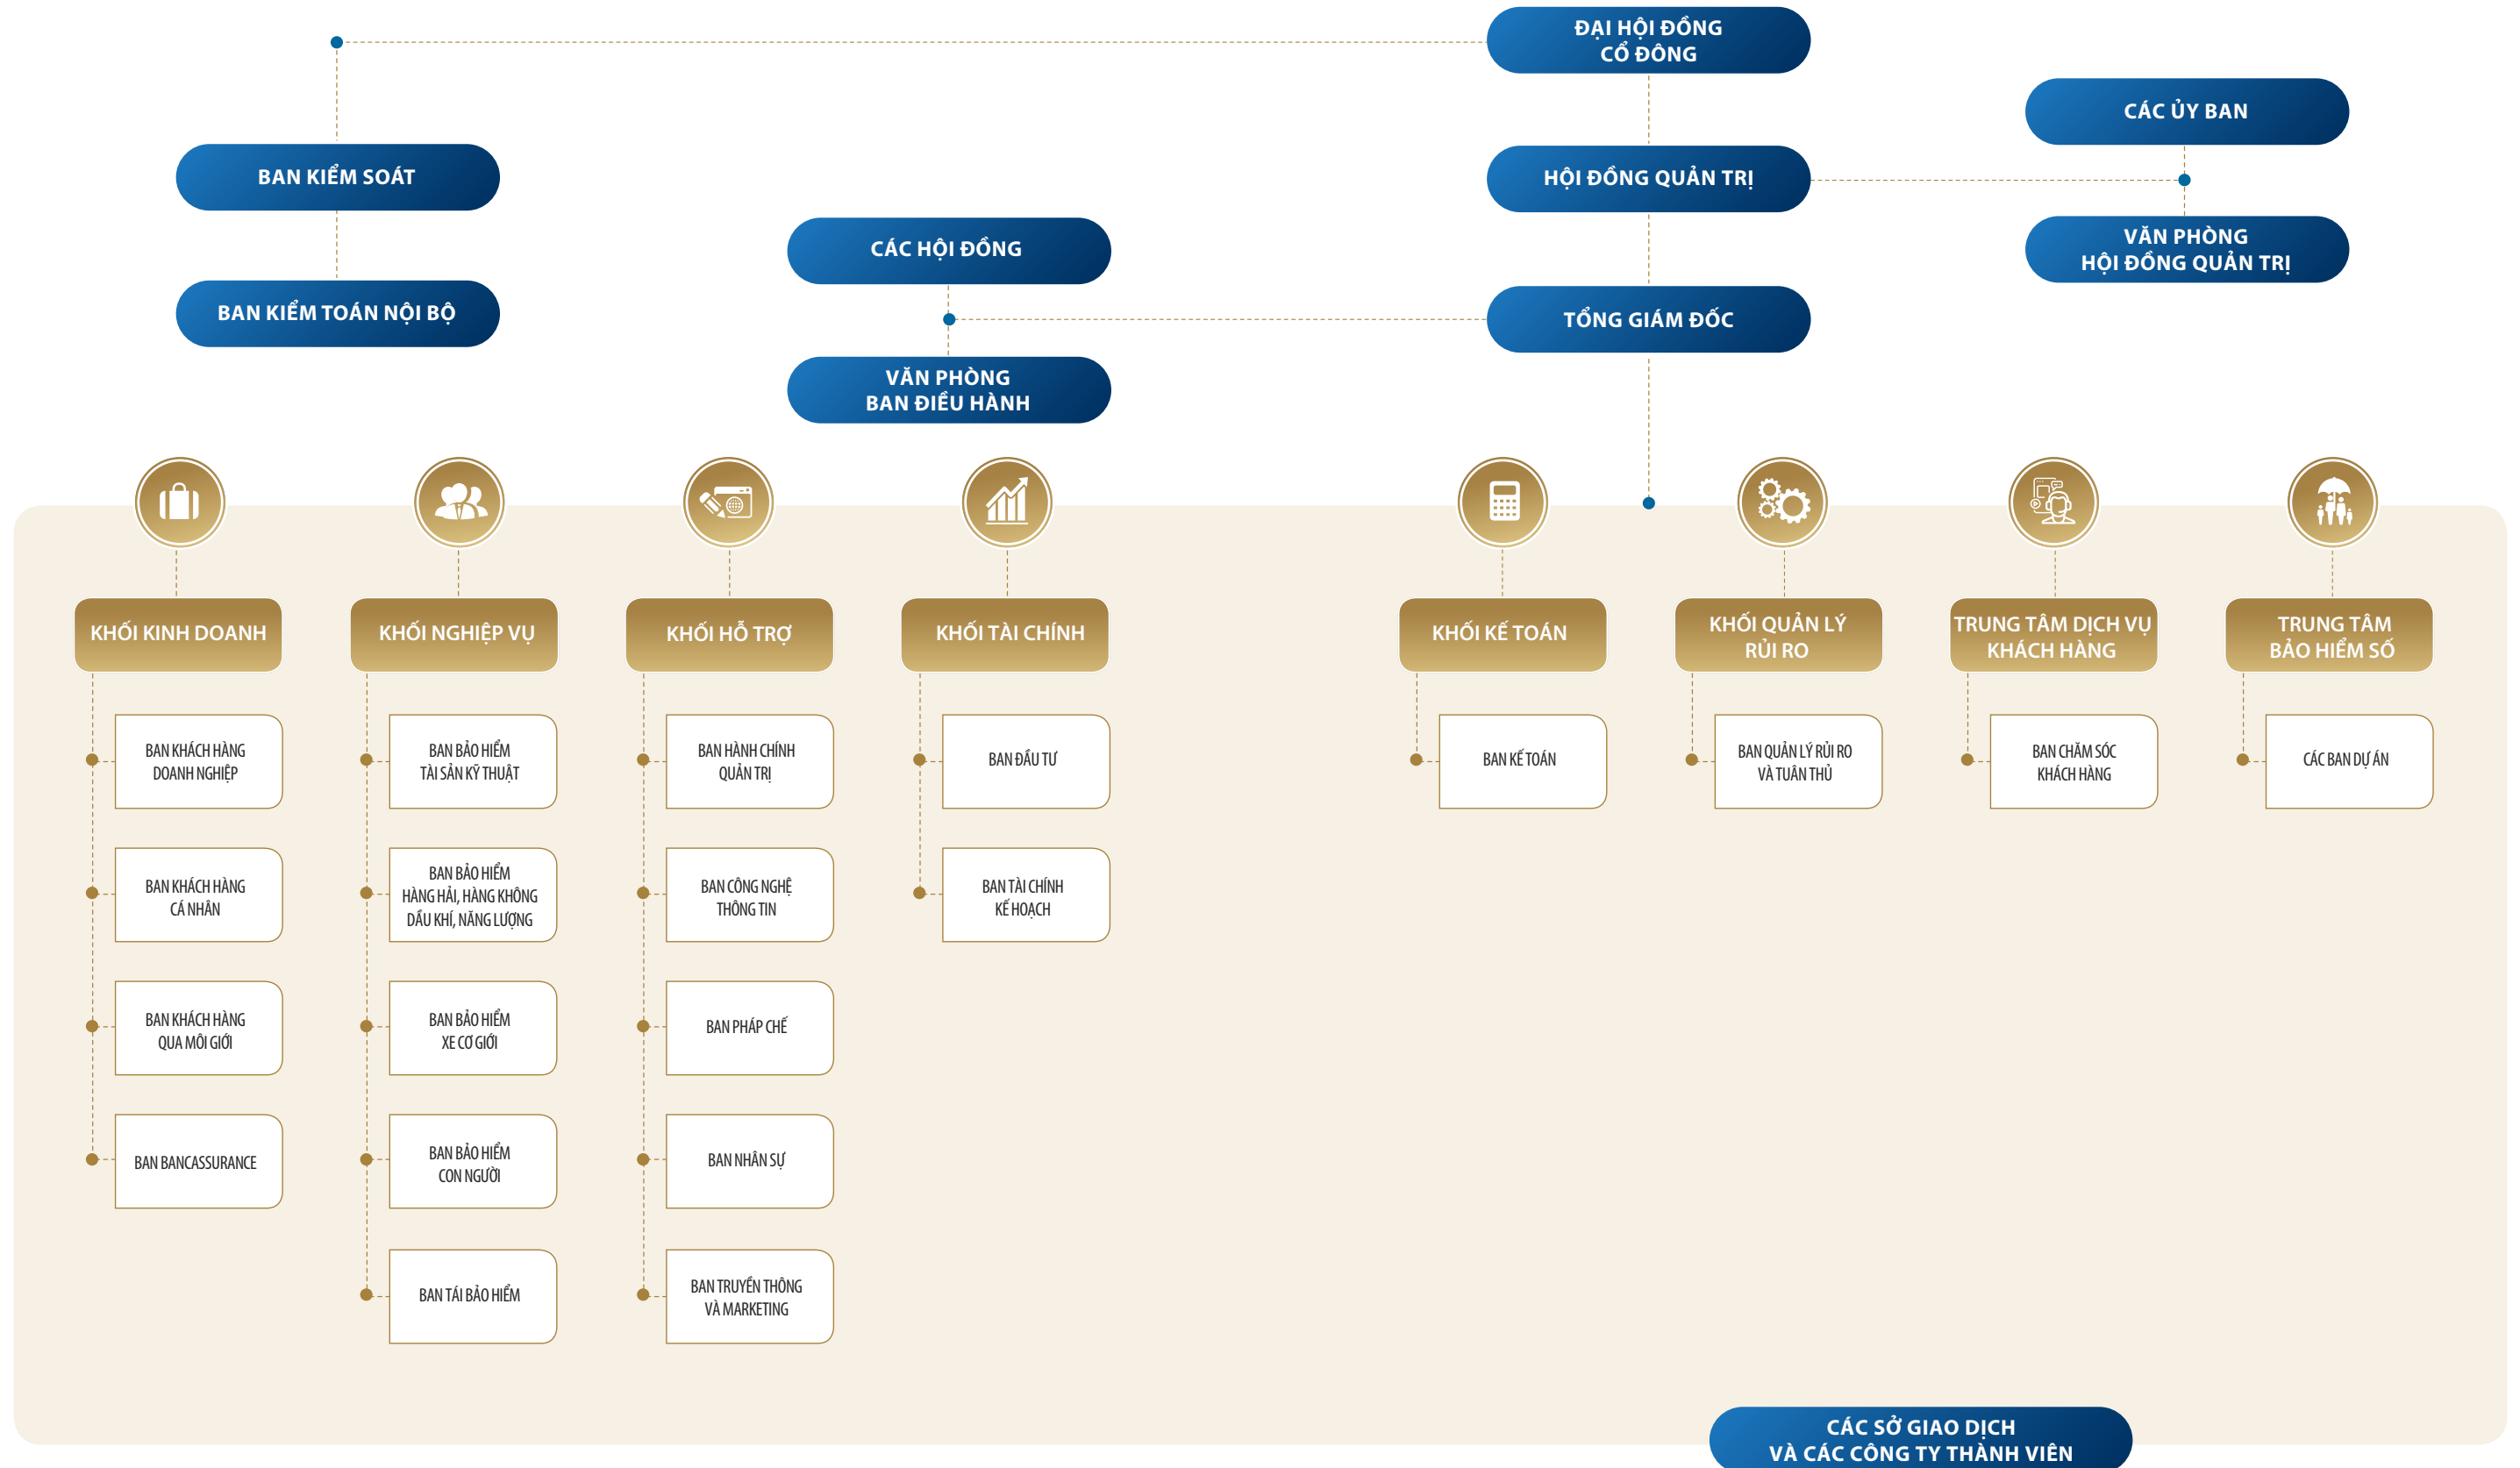 ĐẠI HỘI ĐỒNG
CỔ ĐÔNG
CÁC ỦY BAN
BAN KIỂM SOÁT
HỘI ĐỒNG QUẢN TRỊ
VĂN PHÒNG
HỘI ĐỒNG QUẢN TRỊ
CÁC HỘI ĐỒNG
BAN KIỂM TOÁN NỘI BỘ
TỔNG GIÁM ĐỐC
VĂN PHÒNG
BAN ĐIỀU HÀNH
KHỐI KINH DOANH
BAN KHÁCH HÀNG
DOANH NGHIỆP
BAN KHÁCH HÀNG
CÁ NHÂN
BAN KHÁCH HÀNG
QUA MÔI GIỚI
BAN BANCASSURANCE
KHỐI NGHIỆP VỤ
BAN BẢO HIỂM
TÀI SẢN KỸ THUẬT
BAN BẢO HIỂM
HÀNG HẢI, HÀNG KHÔNG
DẦU KHÍ, NĂNG LƯỢNG
BAN BẢO HIỂM
XE CƠ GIỚI
BAN BẢO HIỂM
CON NGƯỜI
BAN TÁI BẢO HIỂM
KHỐI HỖ TRỢ
BAN HÀNH CHÍNH
QUẢN TRỊ
BAN CÔNG NGHỆ
THÔNG TIN
BAN PHÁP CHẾ
BAN NHÂN SỰ
BAN TRUYỀN THÔNG
VÀ MARKETING
KHỐI TÀI CHÍNH
BAN ĐẦU TƯ
BAN TÀI CHÍNH
KẾ HOẠCH
KHỐI KẾ TOÁN
BAN KẾ TOÁN
KHỐI QUẢN LÝ
RỦI RO
BAN QUẢN LÝ RỦI RO
VÀ TUÂN THỦ
TRUNG TÂM DỊCH VỤ
KHÁCH HÀNG
BAN CHĂM SÓC
KHÁCH HÀNG
TRUNG TÂM
BẢO HIỂM SỐ
CÁC BAN DỰ ÁN
CÁC SỞ GIAO DỊCH
VÀ CÁC CÔNG TY THÀNH VIÊN